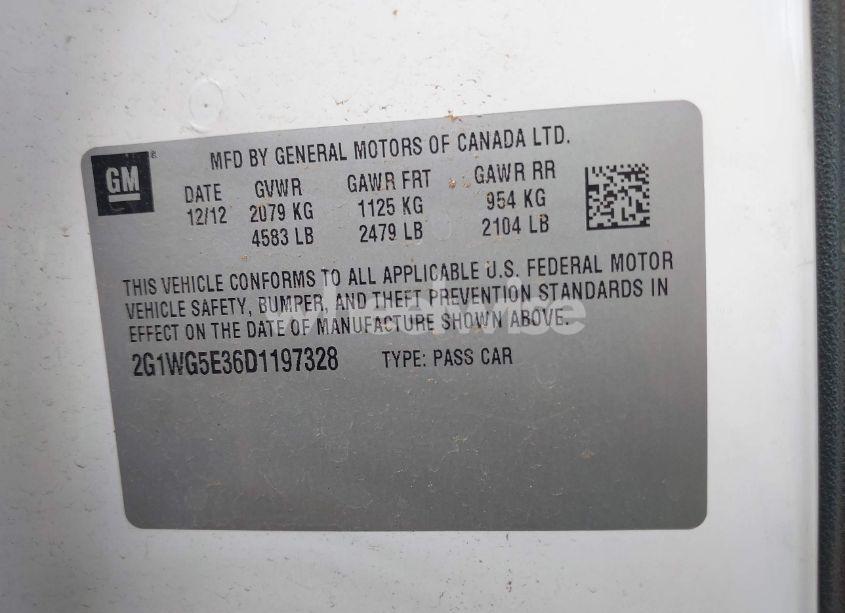 MFD BY GENERAL MOTORS OF CANADA LTD.
GM®
DATE GVWR GAWR FRT GAWR RR
12/12 2079 KG 1125 KG 954 KG
4583 LB 2479 LB 2104 LB
THIS VEHICLE CONFORMS TO ALL APPLICABLE U.S. FEDERAL MOTOR
VEHICLE SAFETY, BUMPER, AND THEFT PREVENTION STANDARDS IN
EFFECT ON THE DATE OF MANUFACTURE SHOWN ABOVE.
2G1WG5E36D1197328 TYPE: PASS CAR